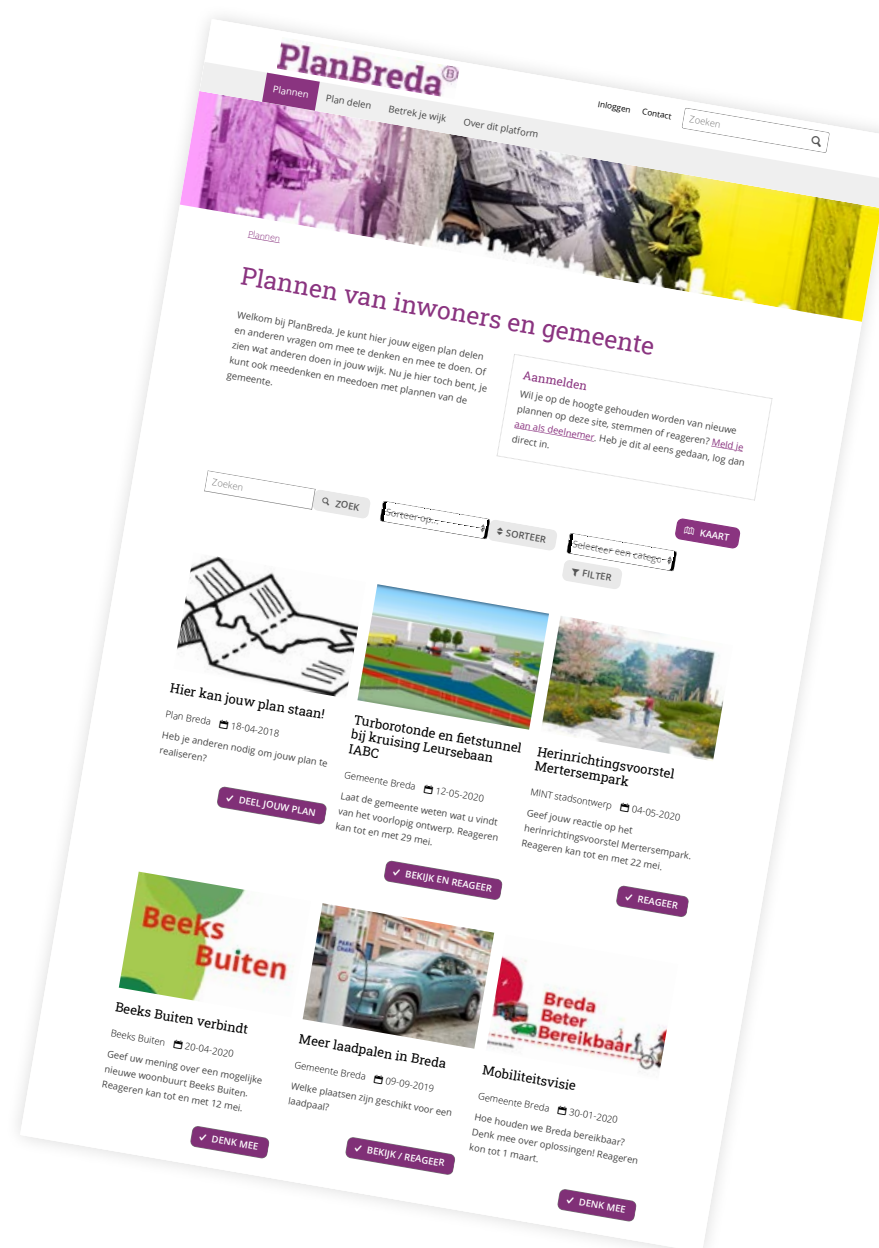 PlanBreda
Inloggen Contact Zoeken
Plannen Plan delen Betrek je wijk Over dit platform
Plannen
Plannen van inwoners en gemeente
Welkom bij PlanBreda. Je kunt hier jouw eigen plan delen
en anderen vragen om mee te denken en mee te doen. Of
zien wat anderen doen in jouw wijk. Nu je hier toch bent, je
kunt ook meedenken en meedoen met plannen van de
gemeente.
Aanmelden
Wil je op de hoogte gehouden worden van nieuwe
plannen op deze site, stemmen of reageren? Meld je
aan als deelnemer. Heb je dit al eens gedaan, log dan
direct in.
Zoeken ZOEK
Sorteer op... SORTEER
Selecteer een catego
FILTER
KAART
Hier kan jouw plan staan!
Plan Breda 18-04-2018
Heb je anderen nodig om jouw plan te
realiseren?
DEEL JOUW PLAN
Turborotonde en fietstunnel
bij kruising Leursebaan
IABC
Gemeente Breda 12-05-2020
Laat de gemeente weten wat u vindt
van het voorlopig ontwerp. Reageren
kan tot en met 29 mei.
BEKIJK EN REAGEER
Herinrichtingsvoorstel
Mertersempark
MINT stadsontwerp 04-05-2020
Geef jouw reactie op het
herinrichtingsvoorstel Mertersempark.
Reageren kan tot en met 22 mei.
REAGEER
Beeks
Buiten
Beeks Buiten verbindt
Beeks Buiten 20-04-2020
Geef uw mening over een mogelijke
nieuwe woonbuurt Beeks Buiten.
Reageren kan tot en met 12 mei.
DENK MEE
Meer laadpalen in Breda
Gemeente Breda 09-09-2019
Welke plaatsen zijn geschikt voor een
laadpaal?
BEKIJK / REAGEER
Breda
Beter
Bereikbaar
Mobiliteitsvisie
Gemeente Breda 30-01-2020
Hoe houden we Breda bereikbaar?
Denk mee over oplossingen! Reageren
kon tot 1 maart.
DENK MEE